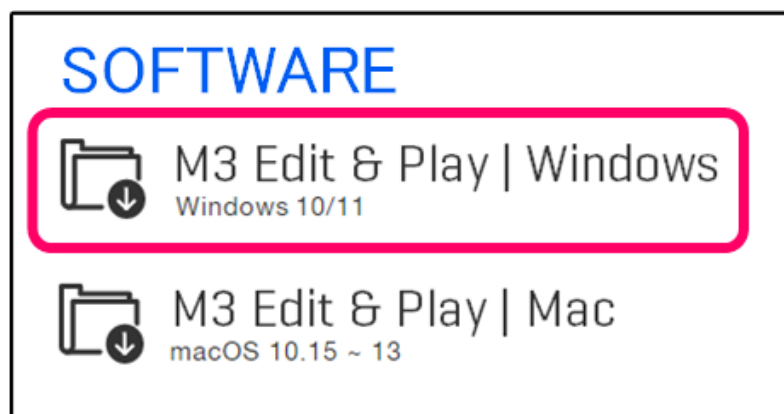 SOFTWARE
M3 Edit & Play | Windows
Windows 10/11
M3 Edit & Play | Mac
macOS 10.15 ~ 13